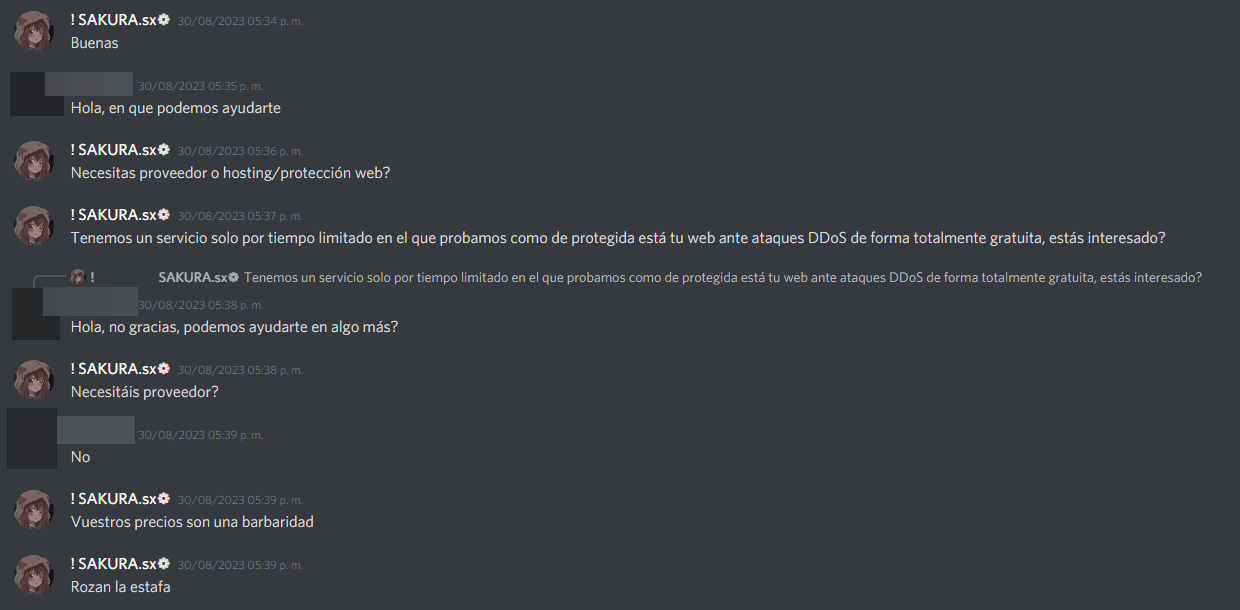 ! SAKURA.sx 30/08/2023 05:34 p. m.
Buenas
30/08/2023 05:35 p. m.
Hola, en que podemos ayudarte
! SAKURA.sx 30/08/2023 05:36 p. m.
Necesitas proveedor o hosting/protección web?
! SAKURA.sx 30/08/2023 05:37 p. m.
Tenemos un servicio solo por tiempo limitado en el que probamos como de protegida está tu web ante ataques DDoS de forma totalmente gratuita, estás interesado?
! SAKURA.sx Tenemos un servicio solo por tiempo limitado en el que probamos como de protegida está tu web ante ataques DDoS de forma totalmente gratuita, estás interesado?
30/08/2023 05:38 p. m.
Hola, no gracias, podemos ayudarte en algo más?
! SAKURA.sx 30/08/2023 05:38 p. m.
Necesitáis proveedor?
30/08/2023 05:39 p. m.
No
! SAKURA.sx 30/08/2023 05:39 p. m.
Vuestros precios son una barbaridad
! SAKURA.sx 30/08/2023 05:39 p. m.
Rozan la estafa